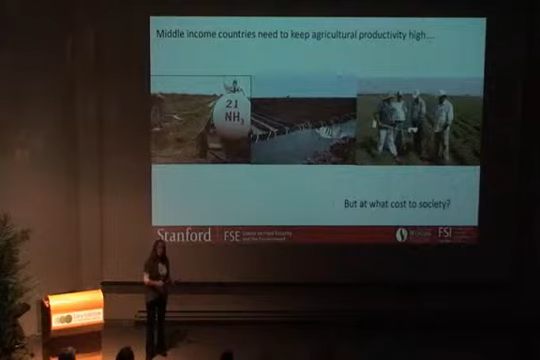 Middle income countries need to keep agricultural productivity high...
21
NH3
But at what cost to society?
Stanford
FSE
FSI